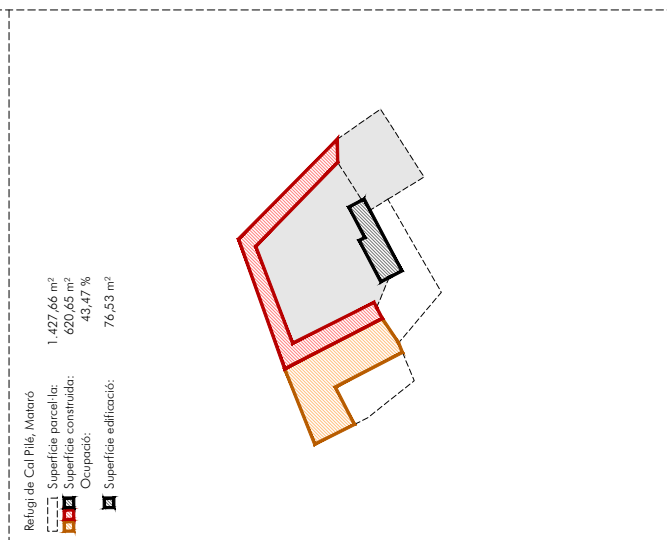 Refugi de Cal Pilé, Mataró
Superfície parcel·la: 1.427,66 m²
Superfície construida: 620,65 m²
Ocupació: 43,47 %
Superfície edificació: 76,53 m²